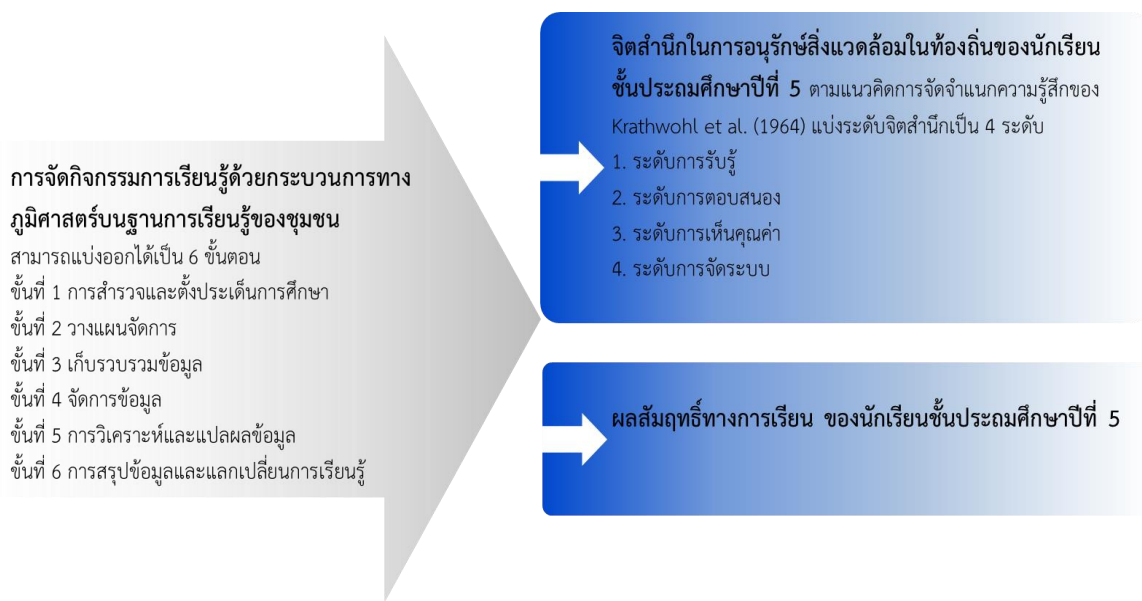 การจัดกิจกรรมการเรียนรู้ด้วยกระบวนการทาง
ภูมิศาสตร์บนฐานการเรียนรู้ของชุมชน
สามารถแบ่งออกได้เป็น 6 ขั้นตอน
ขั้นที่ 1 การสำรวจและตั้งประเด็นการศึกษา
ขั้นที่ 2 วางแผนจัดการ
ขั้นที่ 3 เก็บรวบรวมข้อมูล
ขั้นที่ 4 จัดการข้อมูล
ขั้นที่ 5 การวิเคราะห์และแปลผลข้อมูล
ขั้นที่ 6 การสรุปข้อมูลและแลกเปลี่ยนการเรียนรู้
จิตสำนึกในการอนุรักษ์สิ่งแวดล้อมในท้องถิ่นของนักเรียน
ชั้นประถมศึกษาปีที่ 5 ตามแนวคิดการจัดจำแนกความรู้สึกของ
Krathwohl et al. (1964) แบ่งระดับจิตสำนึกเป็น 4 ระดับ
1. ระดับการรับรู้
2. ระดับการตอบสนอง
3. ระดับการเห็นคุณค่า
4. ระดับการจัดระบบ
ผลสัมฤทธิ์ทางการเรียน ของนักเรียนชั้นประถมศึกษาปีที่ 5